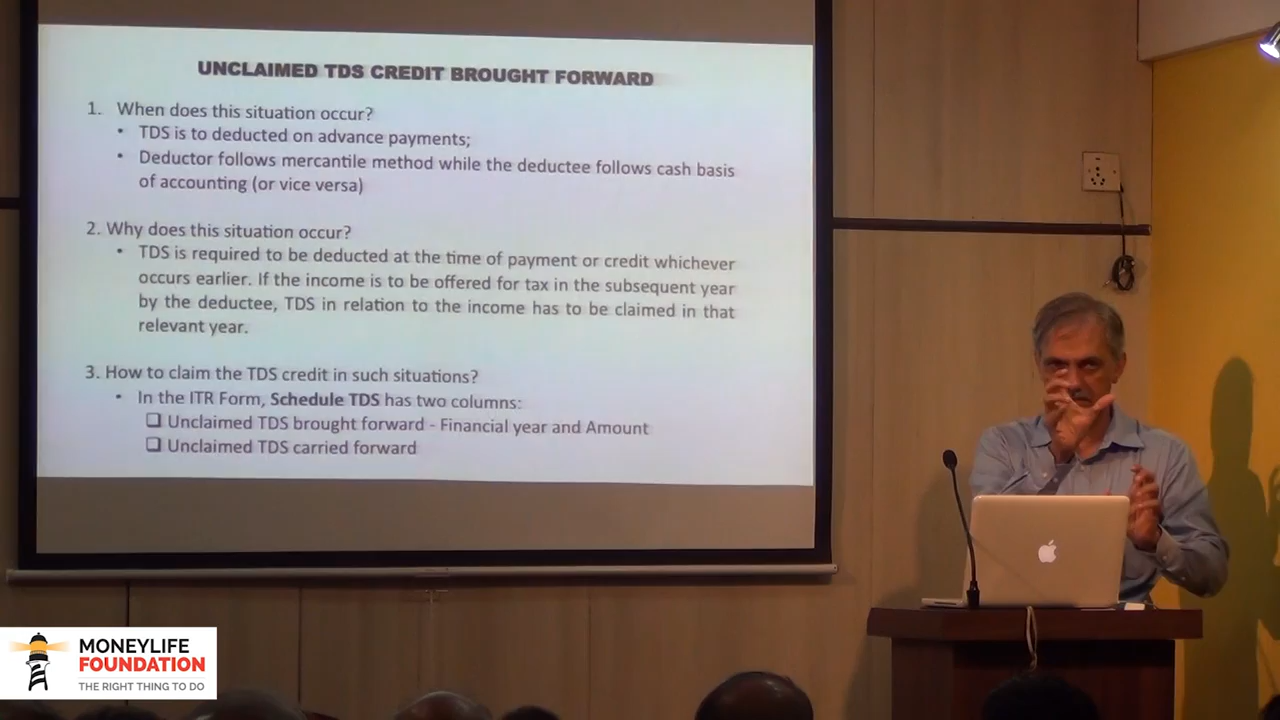 UNCLAIMED TDS CREDIT BROUGHT FORWARD
1. When does this situation occur?
• TDS is to deducted on advance payments;
• Deductor follows mercantile method while the deductee follows cash basis
of accounting (or vice versa)
2. Why does this situation occur?
• TDS is required to be deducted at the time of payment or credit whichever
occurs earlier. If the income is to be offered for tax in the subsequent year
by the deductee, TDS in relation to the income has to be claimed in that
relevant year.
3. How to claim the TDS credit in such situations?
• In the ITR Form, Schedule TDS has two columns:
❑ Unclaimed TDS brought forward - Financial year and Amount
❑ Unclaimed TDS carried forward
MONEYLIFE
FOUNDATION
THE RIGHT THING TO DO